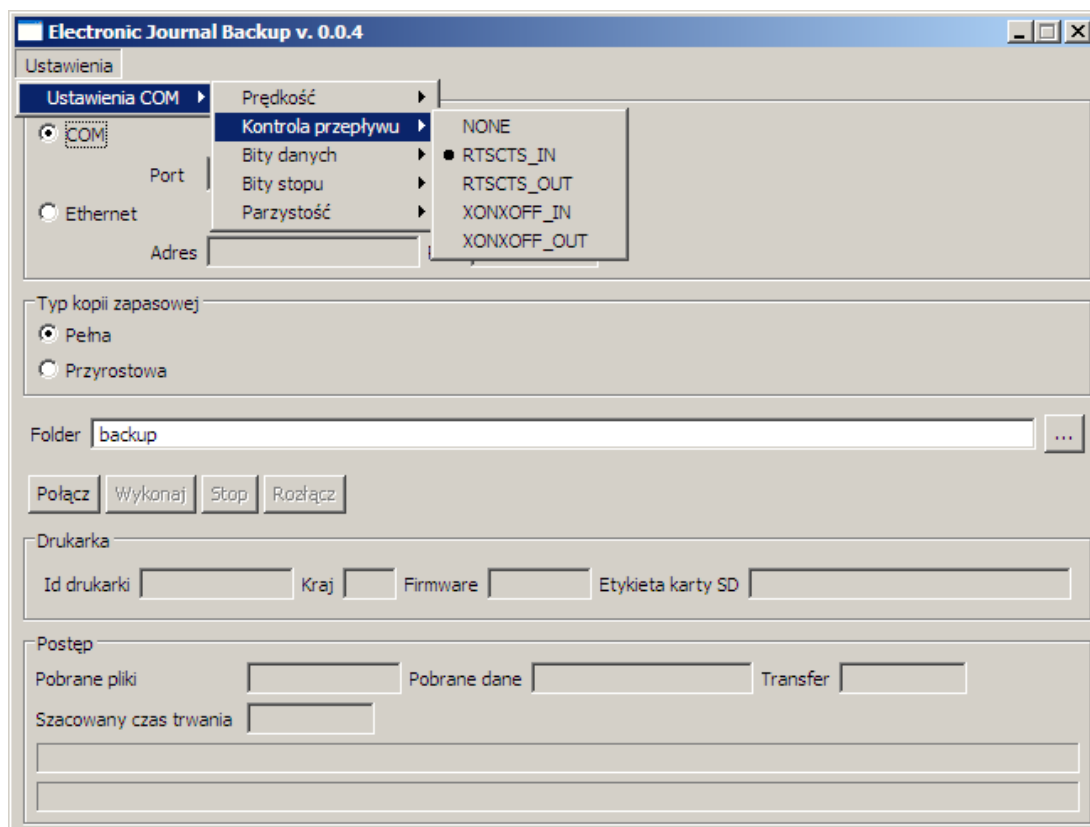 Electronic Journal Backup v. 0.0.4
Ustawienia
Ustawienia COM
Prędkość
Kontrola przepływu
Bity danych
Bity stopu
Parzystość
NONE
RTSCTS_IN
RTSCTS_OUT
XONXOFF_IN
XONXOFF_OUT
COM
Port
Ethernet
Adres
Typ kopii zapasowej
Pełna
Przyrostowa
Folder backup ...
Połącz Wykonaj Stop Rozłącz
Drukarka
Id drukarki Kraj Firmware Etykieta karty SD
Postęp
Pobrane pliki Pobrane dane Transfer
Szacowany czas trwania